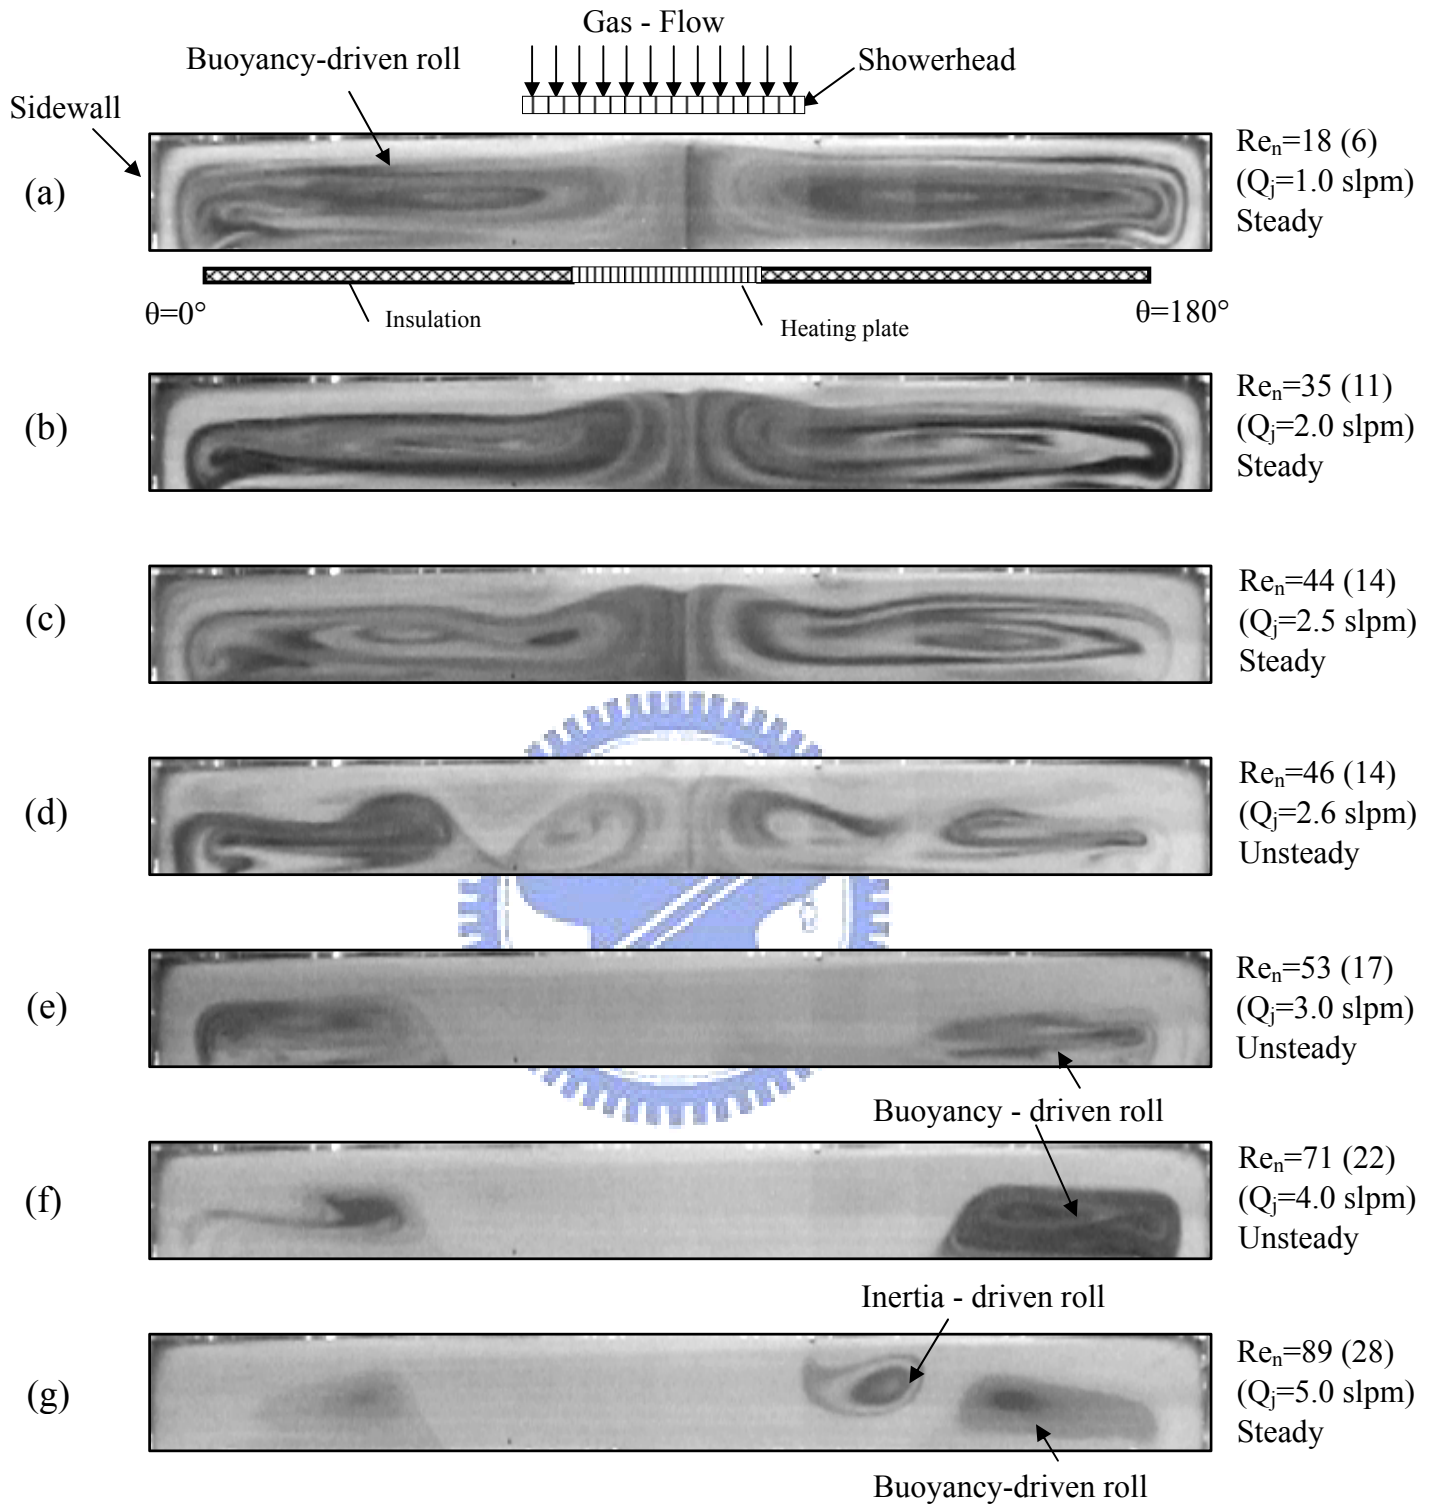 Gas - Flow
Buoyancy-driven roll
Showerhead
Sidewall
(a)
Re_n=18 (6)
(Q_j=1.0 slpm)
Steady
θ=0°
Insulation
Heating plate
θ=180°
(b)
Re_n=35 (11)
(Q_j=2.0 slpm)
Steady
(c)
Re_n=44 (14)
(Q_j=2.5 slpm)
Steady
(d)
Re_n=46 (14)
(Q_j=2.6 slpm)
Unsteady
(e)
Re_n=53 (17)
(Q_j=3.0 slpm)
Unsteady
Buoyancy - driven roll
(f)
Re_n=71 (22)
(Q_j=4.0 slpm)
Unsteady
Inertia - driven roll
(g)
Re_n=89 (28)
(Q_j=5.0 slpm)
Steady
Buoyancy-driven roll